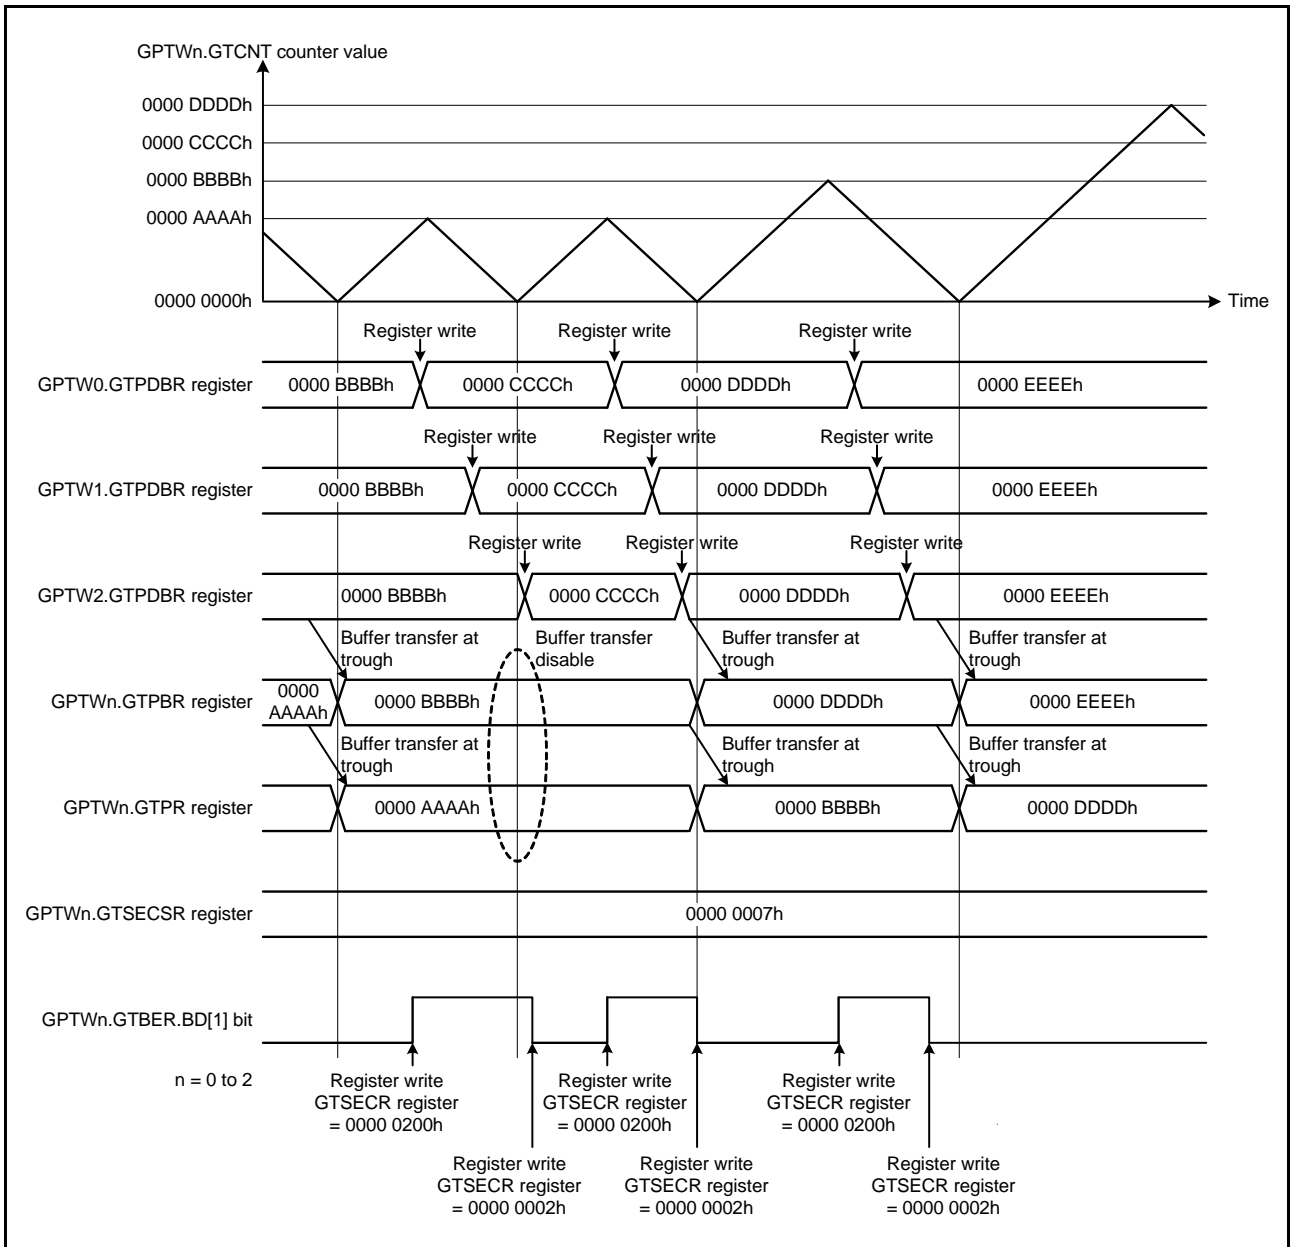 GPTWn.GTCNT counter value
0000 DDDDh
0000 CCCCh
0000 BBBBh
0000 AAAAh
0000 0000h
Time
Register write Register write Register write
GPTW0.GTPDBR register 0000 BBBBh 0000 CCCCh 0000 DDDDh 0000 EEEEh
Register write Register write Register write
GPTW1.GTPDBR register 0000 BBBBh 0000 CCCCh 0000 DDDDh 0000 EEEEh
Register write Register write Register write
GPTW2.GTPDBR register 0000 BBBBh 0000 CCCCh 0000 DDDDh 0000 EEEEh
Buffer transfer at Buffer transfer Buffer transfer at Buffer transfer at
trough disable trough trough
0000
AAAAh
GPTWn.GTPBR register 0000 BBBBh 0000 DDDDh 0000 EEEEh
Buffer transfer at Buffer transfer at Buffer transfer at
trough trough trough
GPTWn.GTPR register 0000 AAAAh 0000 BBBBh 0000 DDDDh
GPTWn.GTSECSR register 0000 0007h
GPTWn.GTBER.BD[1] bit
n = 0 to 2
Register write Register write Register write
GTSECR register GTSECR register GTSECR register
= 0000 0200h = 0000 0200h = 0000 0200h
Register write Register write Register write
GTSECR register GTSECR register GTSECR register
= 0000 0002h = 0000 0002h = 0000 0002h